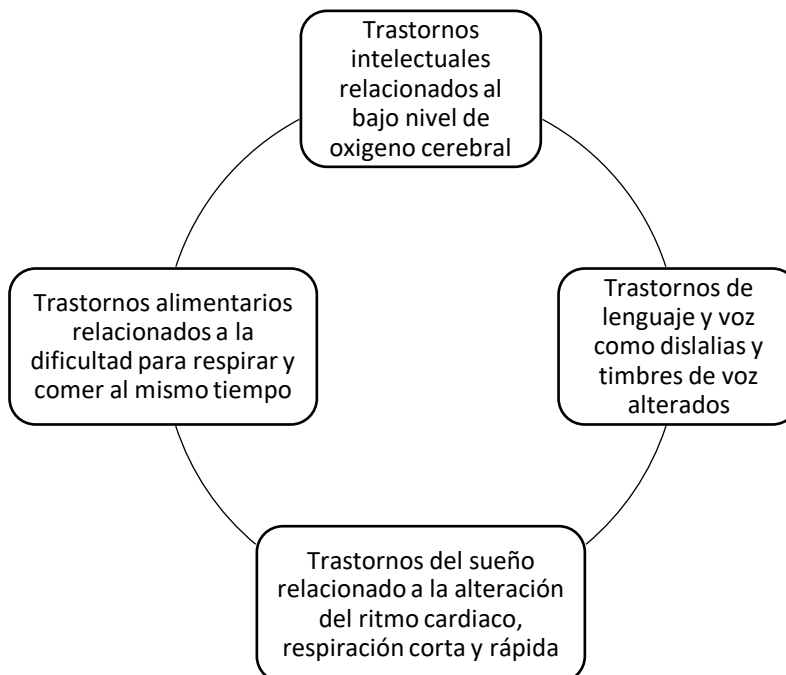 Trastornos
intelectuales
relacionados al
bajo nivel de
oxigeno cerebral
Trastornos de
lenguaje y voz
como dislalias y
timbres de voz
alterados
Trastornos del sueño
relacionado a la alteración
del ritmo cardiaco,
respiración corta y rápida
Trastornos alimentarios
relacionados a la
dificultad para respirar y
comer al mismo tiempo